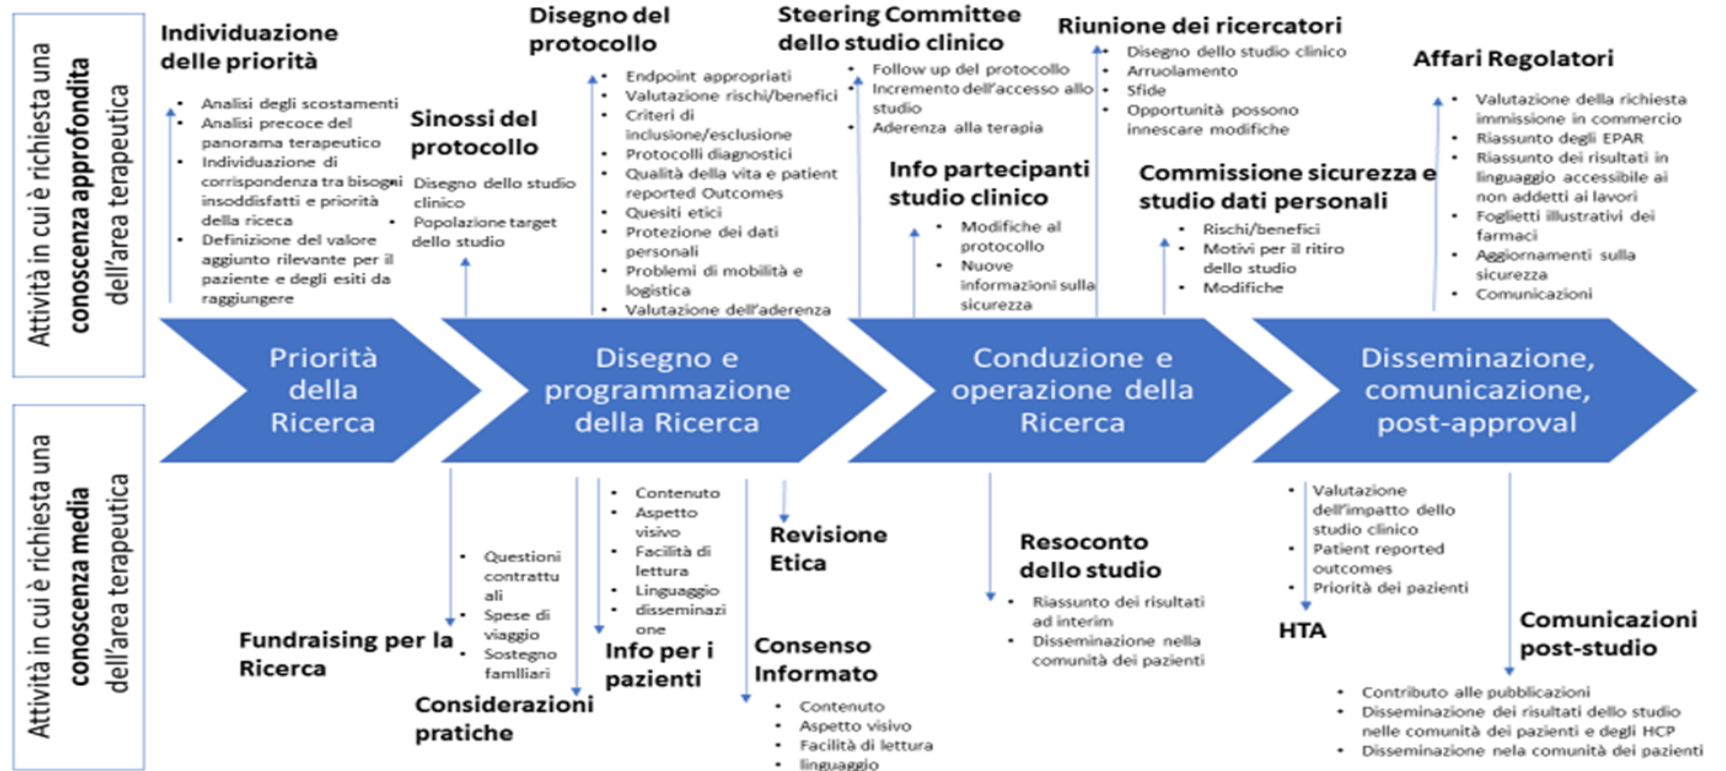 Attività in cui è richiesta una
conoscenza approfondita
dell'area terapeutica
Individuazione
delle priorità
• Analisi degli scostamenti
• Analisi precoce del
panorama terapeutico
• Individuazione di
corrispondenza tra bisogni
insoddisfatti e priorità
della riceca
• Definizione del valore
aggiunto rilevante per il
paziente e degli esiti da
raggiungere
Sinossi del
protocollo
• Disegno dello studio
clinico
• Popolazione target
dello studio
Disegno del
protocollo
• Endpoint appropriati
• Valutazione rischi/benefici
• Criteri di
inclusione/esclusione
• Protocolli diagnostici
• Qualità della vita e patient
reported Outcomes
• Quesiti etici
• Protezione dei dati
personali
• Problemi di mobilità e
logistica
• Valutazione dell'aderenza
Steering Committee
dello studio clinico
• Follow up del protocollo
• Incremento dell'accesso allo
studio
• Aderenza alla terapia
Info partecipanti
studio clinico
• Modifiche al
protocollo
• Nuove
informazioni sulla
sicurezza
Riunione dei ricercatori
• Disegno dello studio clinico
• Arruolamento
• Sfide
• Opportunità possono
innescare modifiche
Commissione sicurezza e
studio dati personali
• Rischi/benefici
• Motivi per il ritiro
dello studio
• Modifiche
Affari Regolatori
• Valutazione della richiesta
immissione in commercio
• Riassunto degli EPAR
• Riassunto dei risultati in
linguaggio accessibile ai
non addetti ai lavori
• Foglietti illustrativi dei
farmaci
• Aggiornamenti sulla
sicurezza
• Comunicazioni
Priorità
della
Ricerca
Disegno e
programmazione
della Ricerca
Conduzione e
operazione della
Ricerca
Disseminazione,
comunicazione,
post-approval
Attività in cui è richiesta una
conoscenza media
dell'area terapeutica
Fundraising per la
Ricerca
• Questioni
contrattu
ali
• Spese di
viaggio
• Sostegno
famlliari
Considerazioni
pratiche
• Contenuto
• Aspetto
visivo
• Facilità di
lettura
• Linguaggio
• disseminazi
one
Info per i
pazienti
Revisione
Etica
Consenso
Informato
• Contenuto
• Aspetto visivo
• Facilità di lettura
• linguaggio
Resoconto
dello studio
• Riassunto dei risultati
ad interim
• Disseminazione nella
comunità dei pazienti
• Valutazione
dell'impatto dello
studio clinico
• Patient reported
outcomes
• Priorità dei pazienti
HTA
Comunicazioni
post-studio
• Contributo alle pubblicazioni
• Disseminazione dei risultati dello studio
nelle comunità dei pazienti e degli HCP
• Disseminazione nela comunità dei pazienti